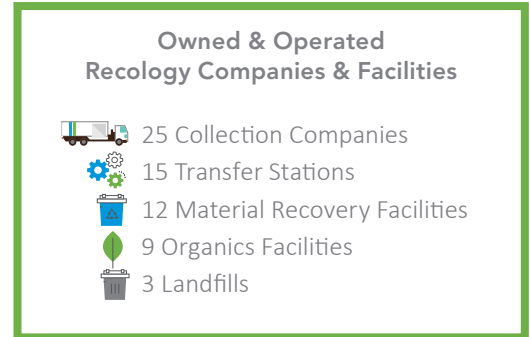 Owned & Operated
Recology Companies & Facilities
25 Collection Companies
15 Transfer Stations
12 Material Recovery Facilities
9 Organics Facilities
3 Landfills